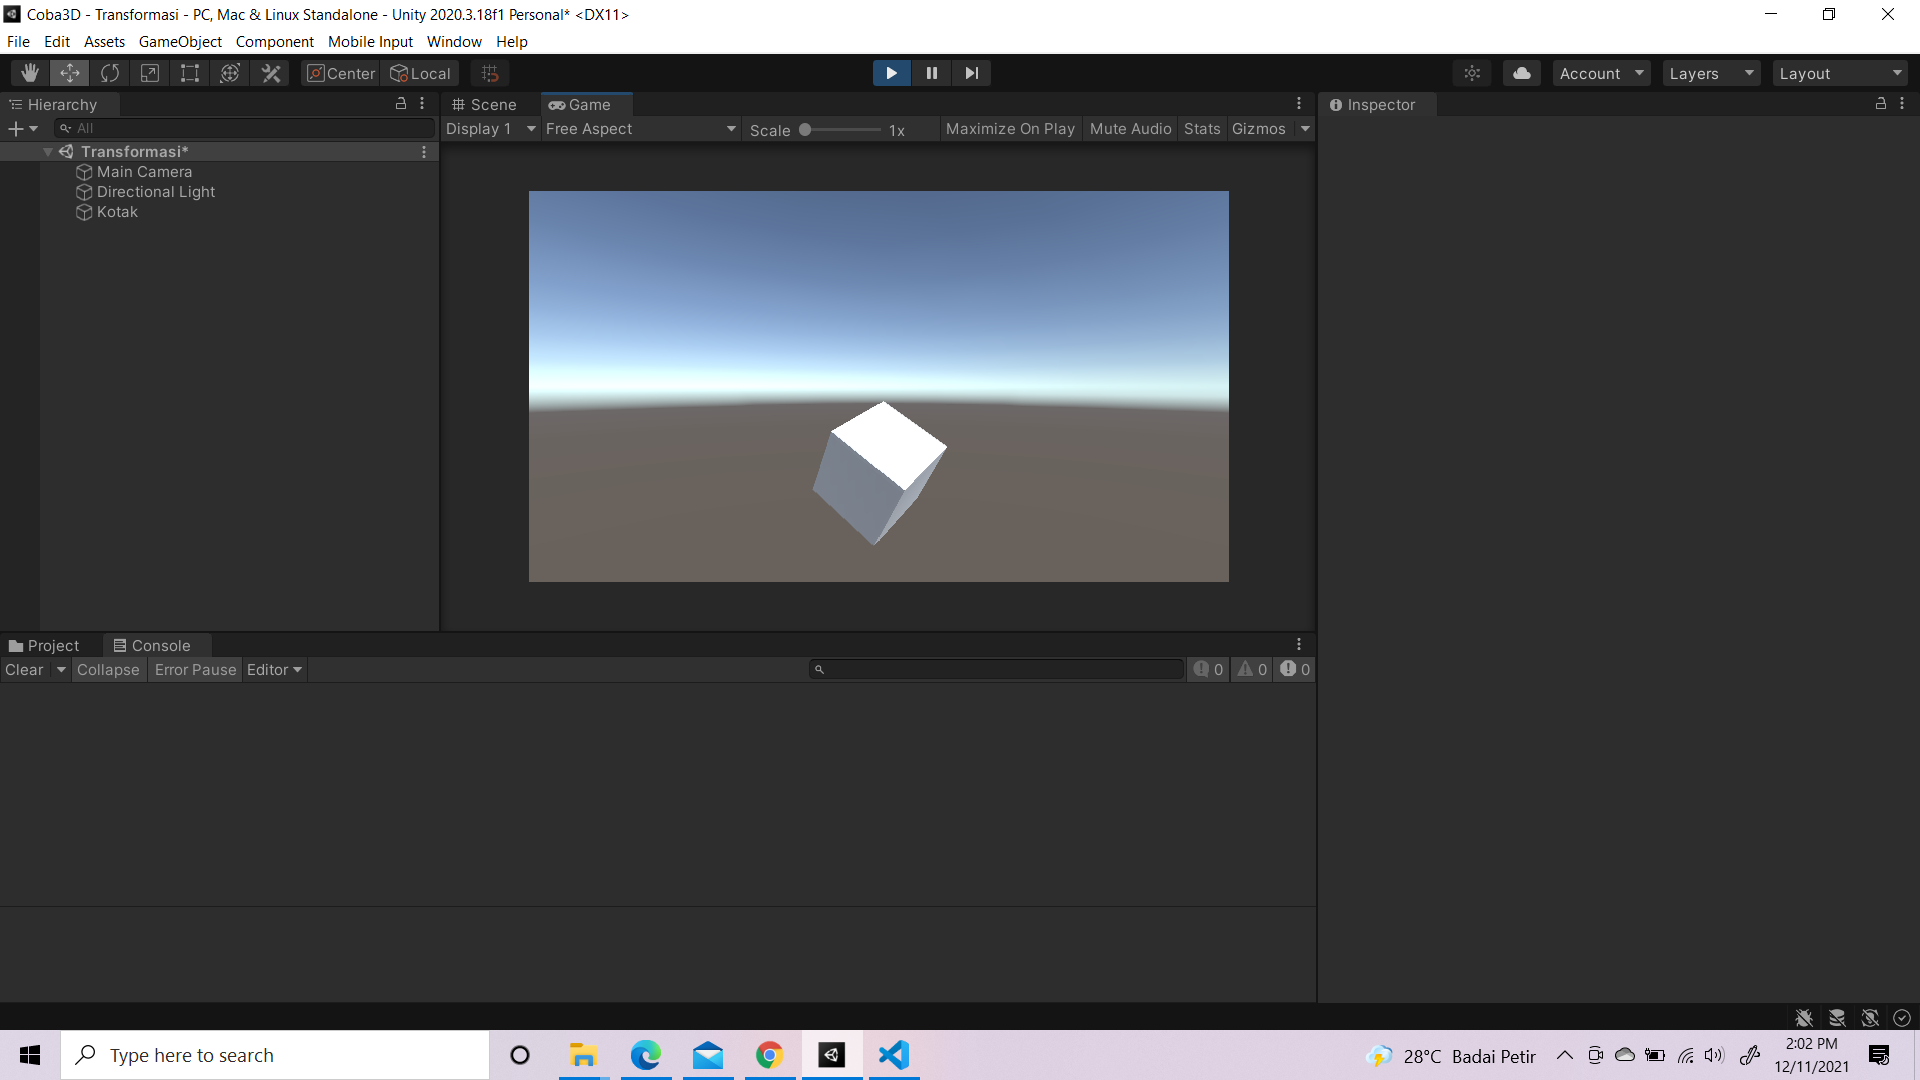 Coba3D - Transformasi - PC, Mac & Linux Standalone - Unity 2020.3.18f1 Personal* <DX11>
File Edit Assets GameObject Component Mobile Input Window Help
Center Local Account Layers Layout
Hierarchy Scene Game Inspector
All Display 1 Free Aspect Scale 1x Maximize On Play Mute Audio Stats Gizmos
Transformasi*
Main Camera
Directional Light
Kotak
Project Console
Clear Collapse Error Pause Editor 0 0 0
Type here to search 28°C Badai Petir 2:02 PM
12/11/2021